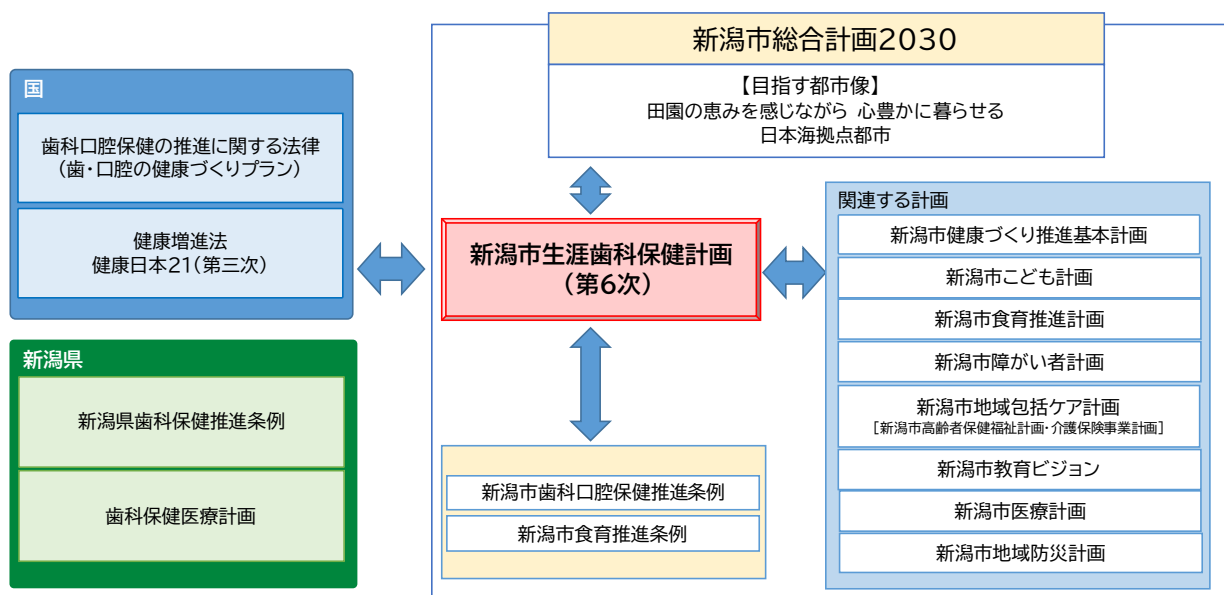 新潟市総合計画2030
【目指す都市像】
田園の恵みを感じながら 心豊かに暮らせる
日本海拠点都市
国
歯科口腔保健の推進に関する法律
(歯・口腔の健康づくりプラン)
健康増進法
健康日本21(第三次)
新潟県
新潟県歯科保健推進条例
歯科保健医療計画
新潟市生涯歯科保健計画
(第6次)
新潟市歯科口腔保健推進条例
新潟市食育推進条例
関連する計画
新潟市健康づくり推進基本計画
新潟市こども計画
新潟市食育推進計画
新潟市障がい者計画
新潟市地域包括ケア計画
[新潟市高齢者保健福祉計画・介護保険事業計画]
新潟市教育ビジョン
新潟市医療計画
新潟市地域防災計画